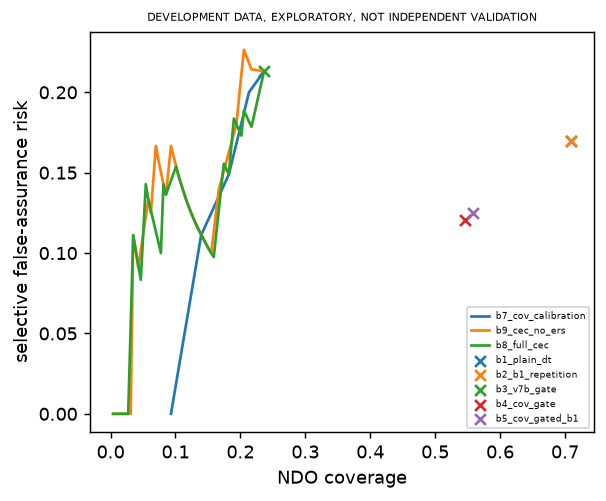 DEVELOPMENT DATA, EXPLORATORY, NOT INDEPENDENT VALIDATION
selective false-assurance risk
0.20
0.15
0.10
0.05
0.00
b7_cov_calibration
b9_cec_no_ers
b8_full_cec
b1_plain_dt
b2_b1_repetition
b3_v7b_gate
b4_cov_gate
b5_cov_gated_b1
0.0 0.1 0.2 0.3 0.4 0.5 0.6 0.7
NDO coverage